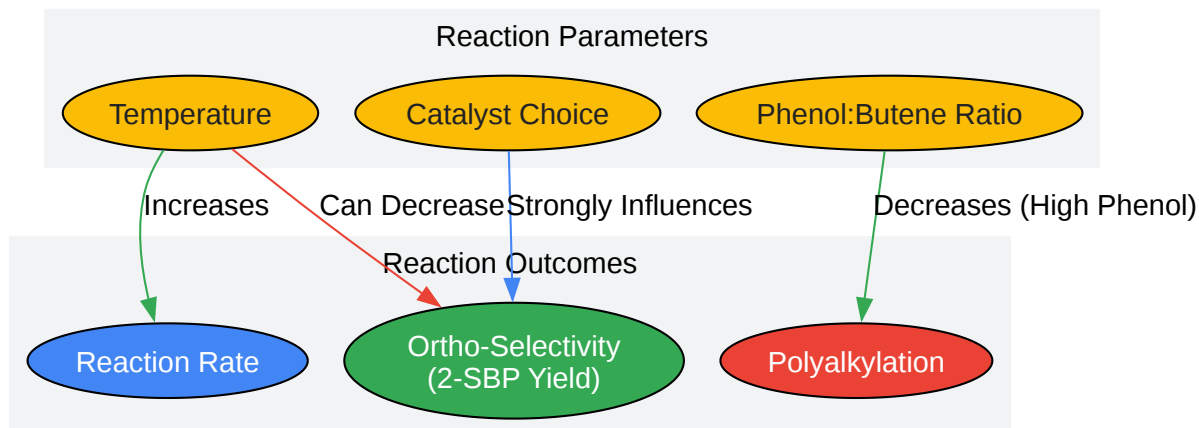 Reaction Parameters
Temperature
Catalyst Choice
Phenol:Butene Ratio
Increases
Can Decrease
Strongly Influences
Decreases (High Phenol)
Reaction Outcomes
Reaction Rate
Ortho-Selectivity
(2-SBP Yield)
Polyalkylation